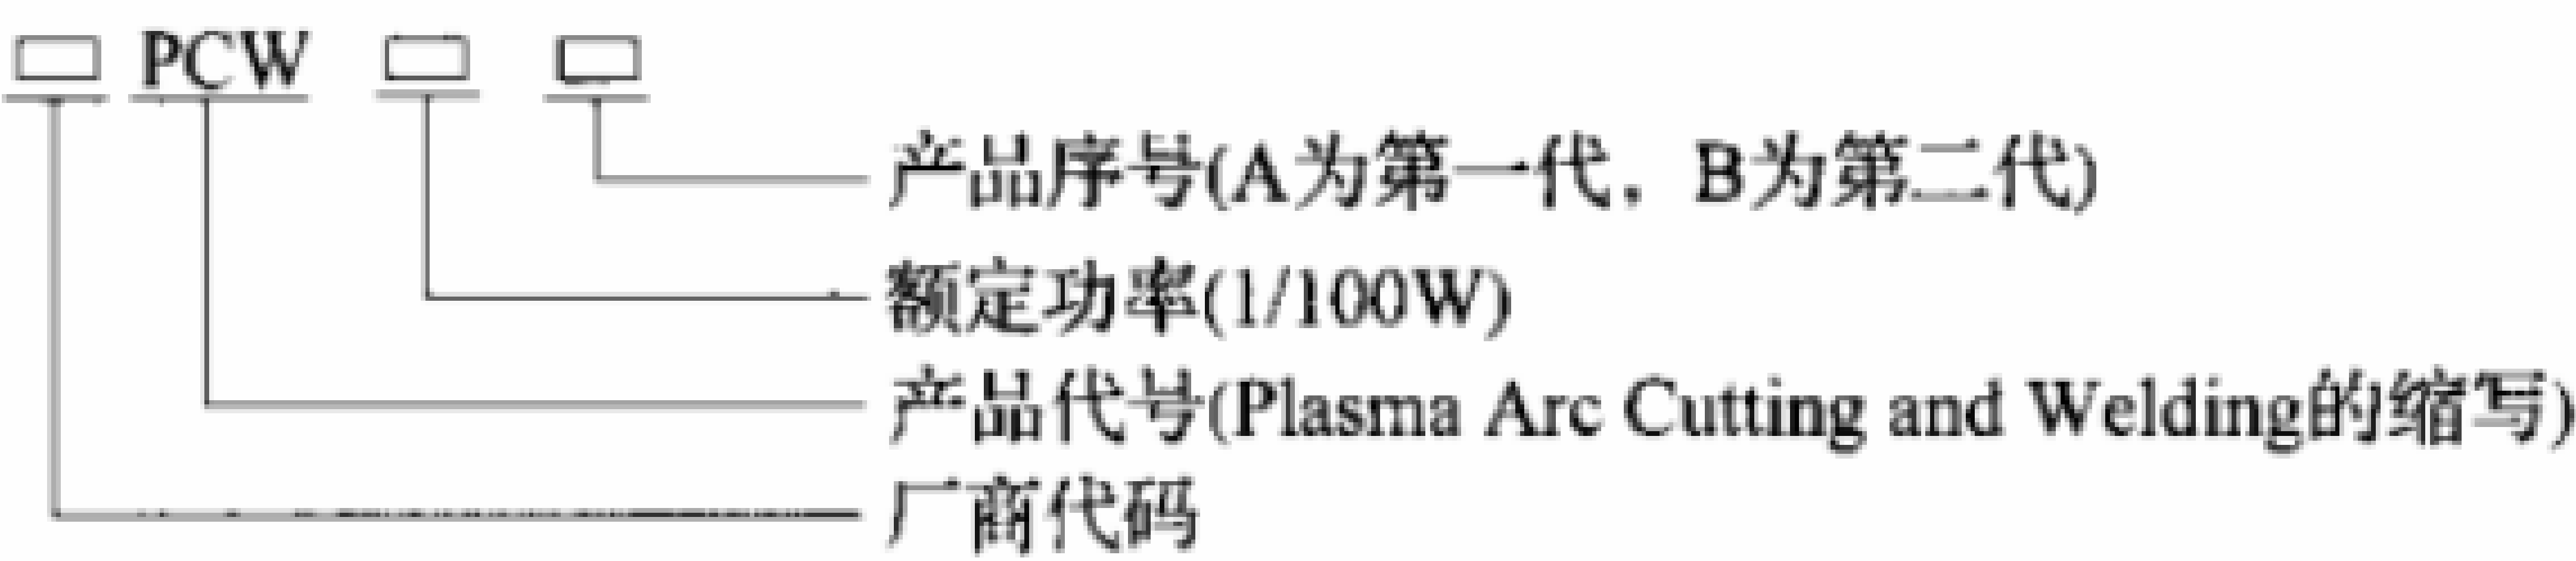 □ PCW □ □
产品序号(A为第一代，B为第二代)
额定功率(1/100W)
产品代号(Plasma Arc Cutting and Welding的缩写)
厂商代码